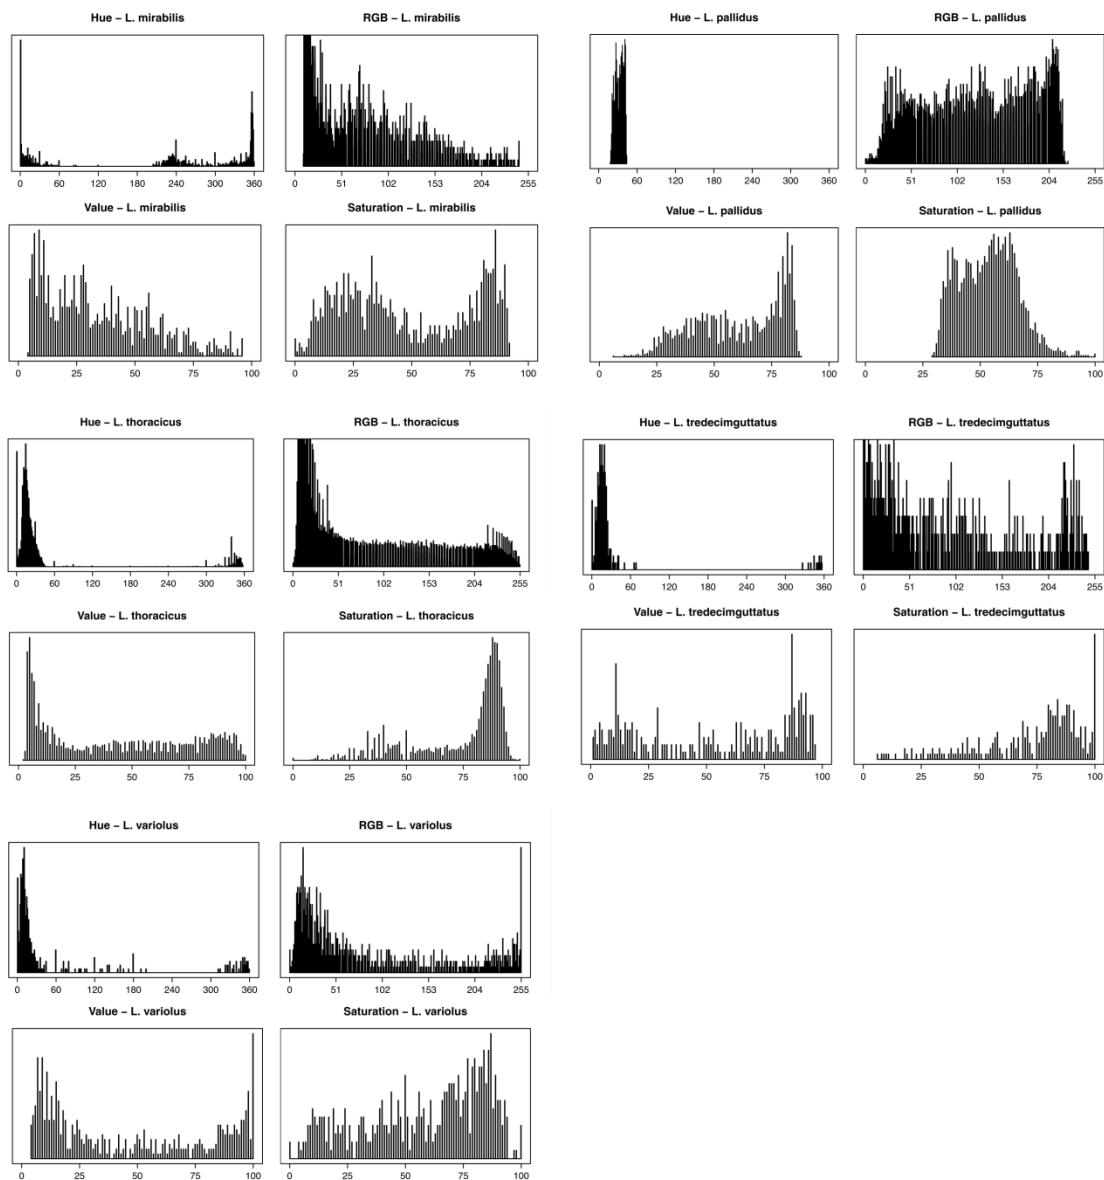 Hue – L. mirabilis
RGB – L. mirabilis
0 60 120 180 240 300 360
0 51 102 153 204 255
Value – L. mirabilis
Saturation – L. mirabilis
0 25 50 75 100
0 25 50 75 100
Hue – L. pallidus
RGB – L. pallidus
0 60 120 180 240 300 360
0 51 102 153 204 255
Value – L. pallidus
Saturation – L. pallidus
0 25 50 75 100
0 25 50 75 100
Hue – L. thoracicus
RGB – L. thoracicus
0 60 120 180 240 300 360
0 51 102 153 204 255
Value – L. thoracicus
Saturation – L. thoracicus
0 25 50 75 100
0 25 50 75 100
Hue – L. tredecimguttatus
RGB – L. tredecimguttatus
0 60 120 180 240 300 360
0 51 102 153 204 255
Value – L. tredecimguttatus
Saturation – L. tredecimguttatus
0 25 50 75 100
0 25 50 75 100
Hue – L. variolus
RGB – L. variolus
0 60 120 180 240 300 360
0 51 102 153 204 255
Value – L. variolus
Saturation – L. variolus
0 25 50 75 100
0 25 50 75 100